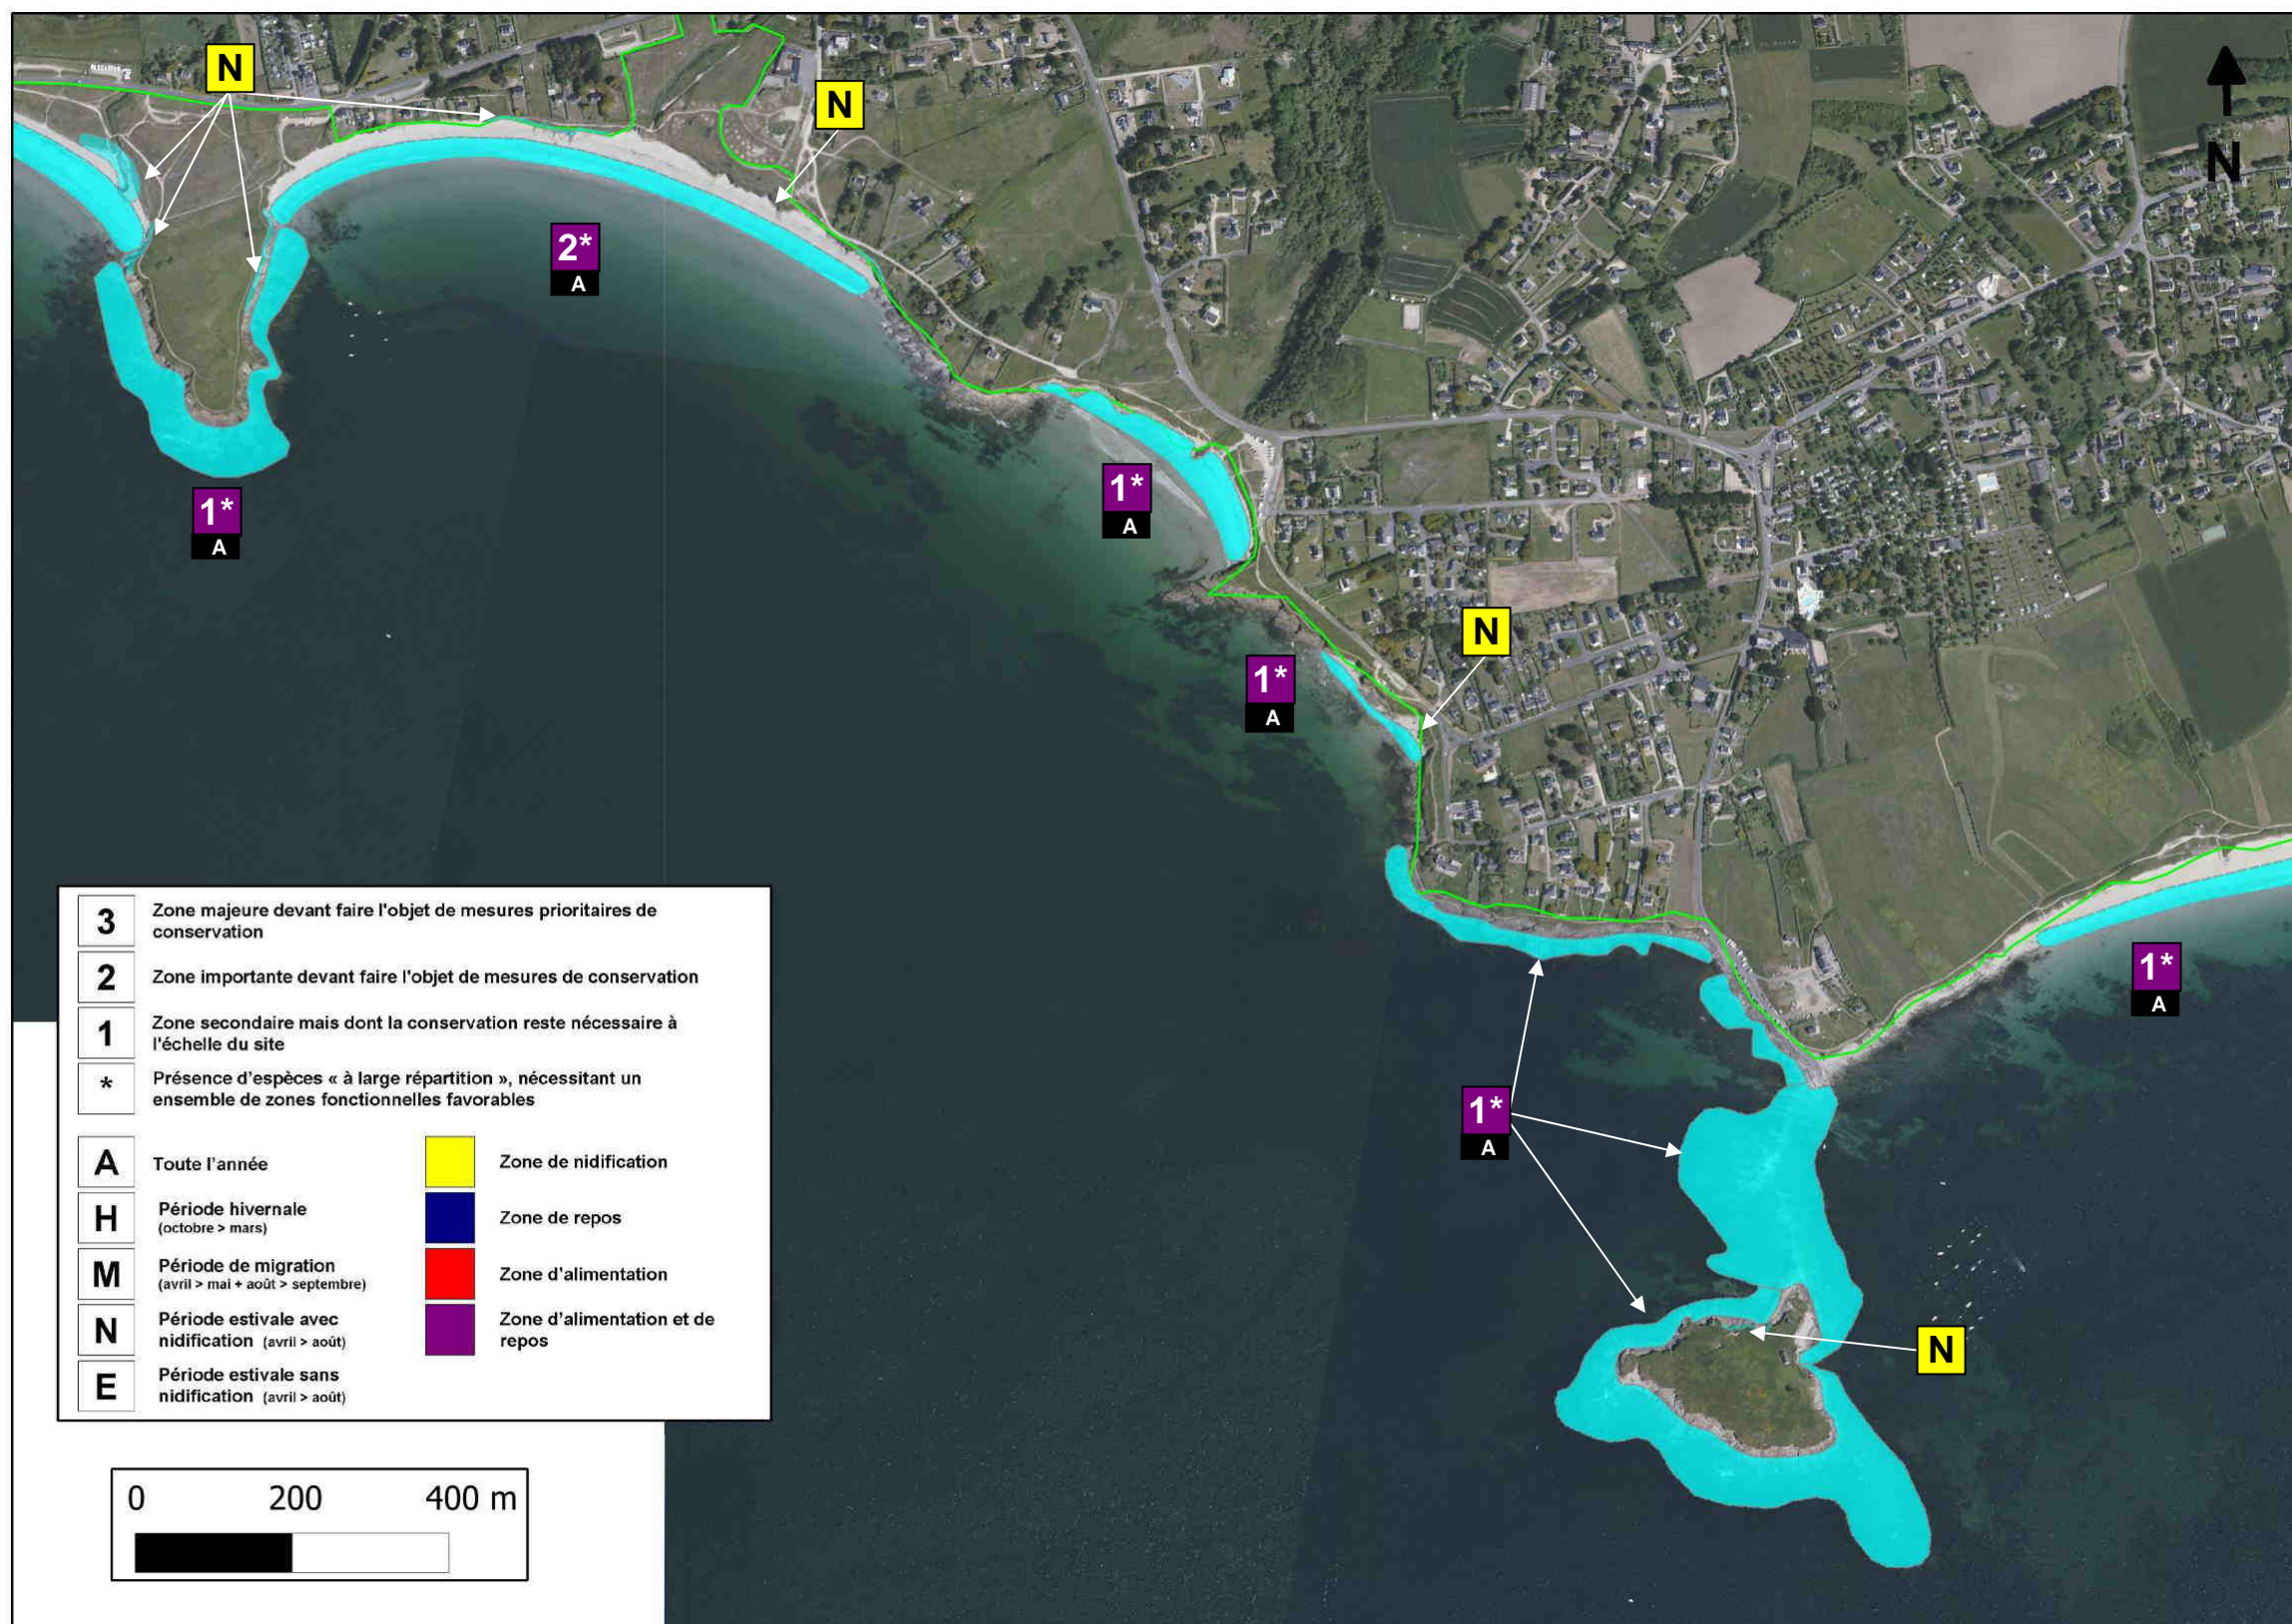 N
N
N
2*
A
1*
A
1*
A
N
1*
A
1*
A
1*
A
N
3 Zone majeure devant faire l'objet de mesures prioritaires de
conservation
2 Zone importante devant faire l'objet de mesures de conservation
1 Zone secondaire mais dont la conservation reste nécessaire à
l'échelle du site
* Présence d'espèces « à large répartition », nécessitant un
ensemble de zones fonctionnelles favorables
A Toute l'année
H Période hivernale
(octobre > mars)
M Période de migration
(avril > mai + août > septembre)
N Période estivale avec
nidification (avril > août)
E Période estivale sans
nidification (avril > août)
Zone de nidification
Zone de repos
Zone d'alimentation
Zone d'alimentation et de
repos
0 200 400 m